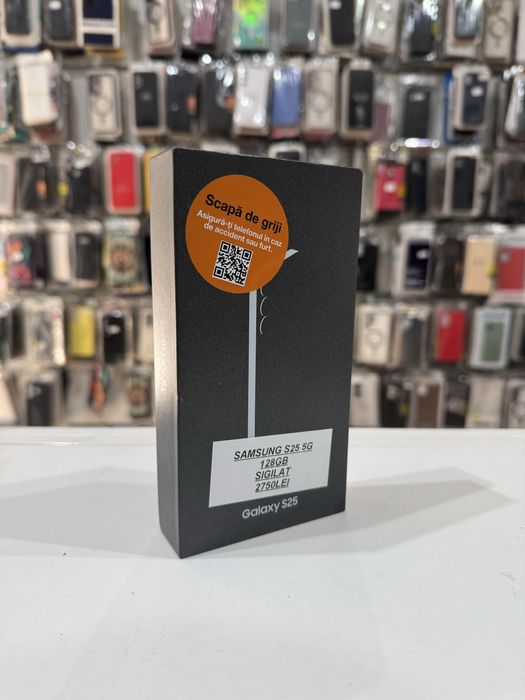 Scapă de griji
Asigură-ți telefonul în caz
de accident sau furt.
SAMSUNG S25 5G
128GB
SIGILAT
2750LEI
Galaxy S25